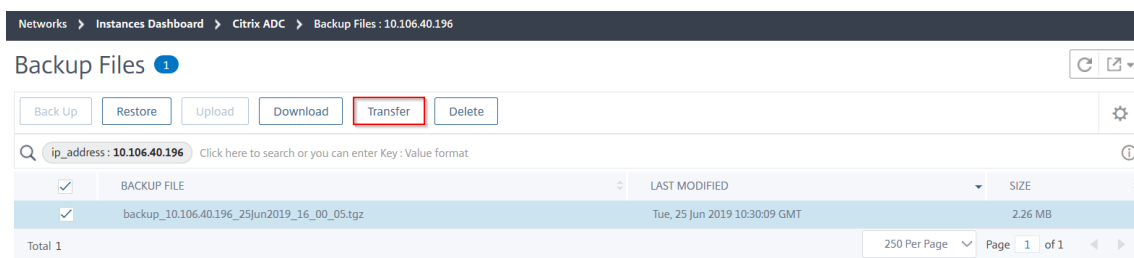 Networks > Instances Dashboard > Citrix ADC > Backup Files : 10.106.40.196
Backup Files 1
Back Up Restore Upload Download Transfer Delete
ip_address : 10.106.40.196 Click here to search or you can enter Key : Value format
BACKUP FILE LAST MODIFIED SIZE
backup_10.106.40.196_25Jun2019_16_00_05.tgz Tue, 25 Jun 2019 10:30:09 GMT 2.26 MB
Total 1 250 Per Page Page 1 of 1